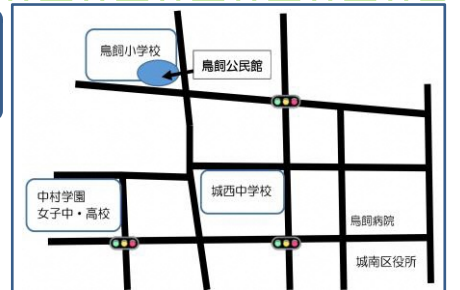 鳥飼小学校
鳥飼公民館
中村学園
女子中・高校
城西中学校
鳥飼病院
城南区役所